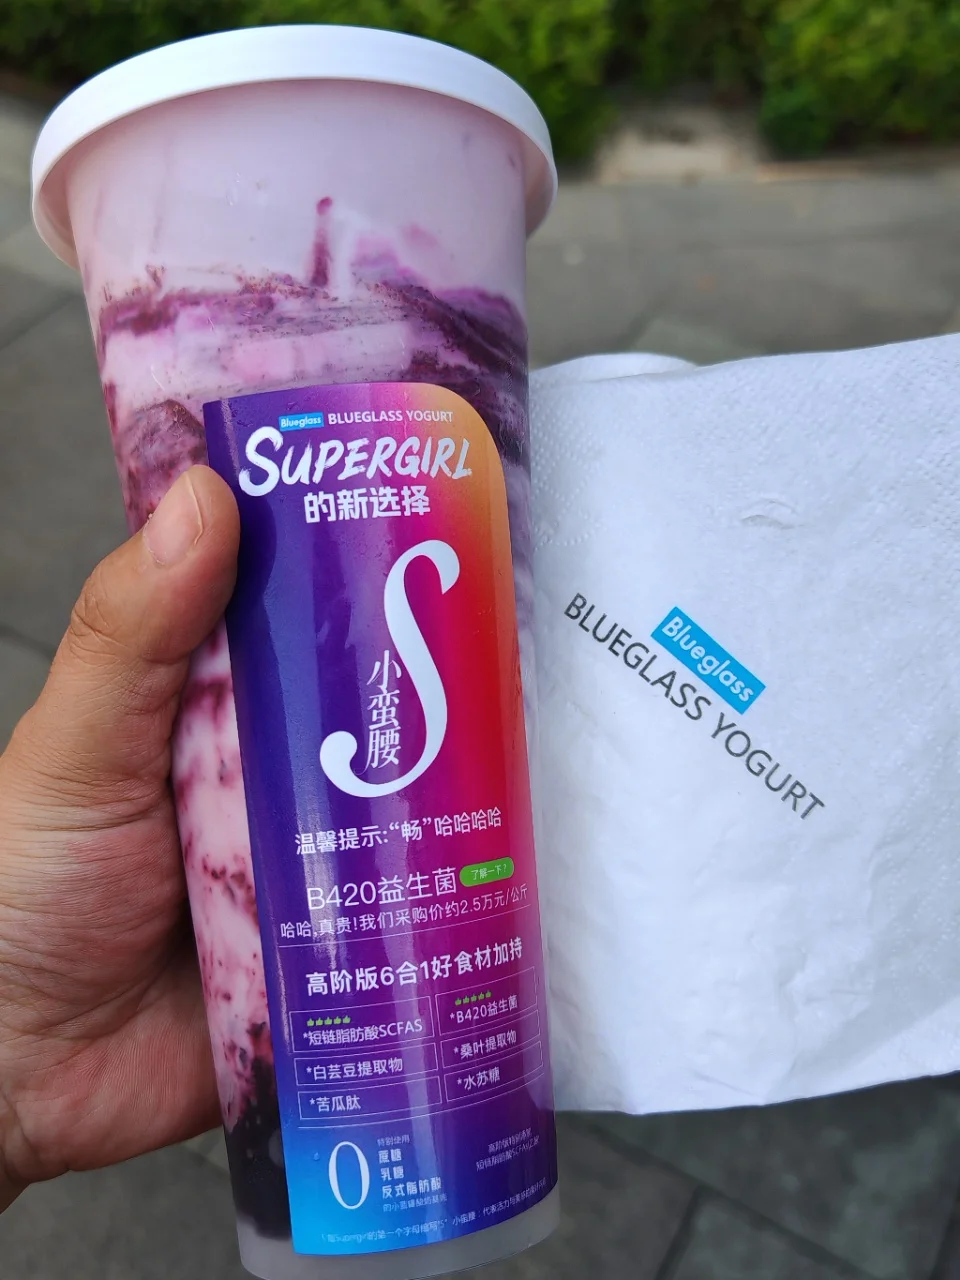 Blueglass BLUEGLASS YOGURT
SUPERGIRL
的新选择
S
小蛮腰
温馨提示:“畅”哈哈哈哈
B420益生菌 了解一下?
哈哈,真贵!我们采购价约2.5万元/公斤
高阶版6合1好食材加持
*短链脂肪酸SCFAS
*B420益生菌
*白芸豆提取物
*桑叶提取物
*苦瓜肽
*水苏糖
0
特别使用
蔗糖
乳糖
反式脂肪酸
Blueglass
BLUEGLASS YOGURT